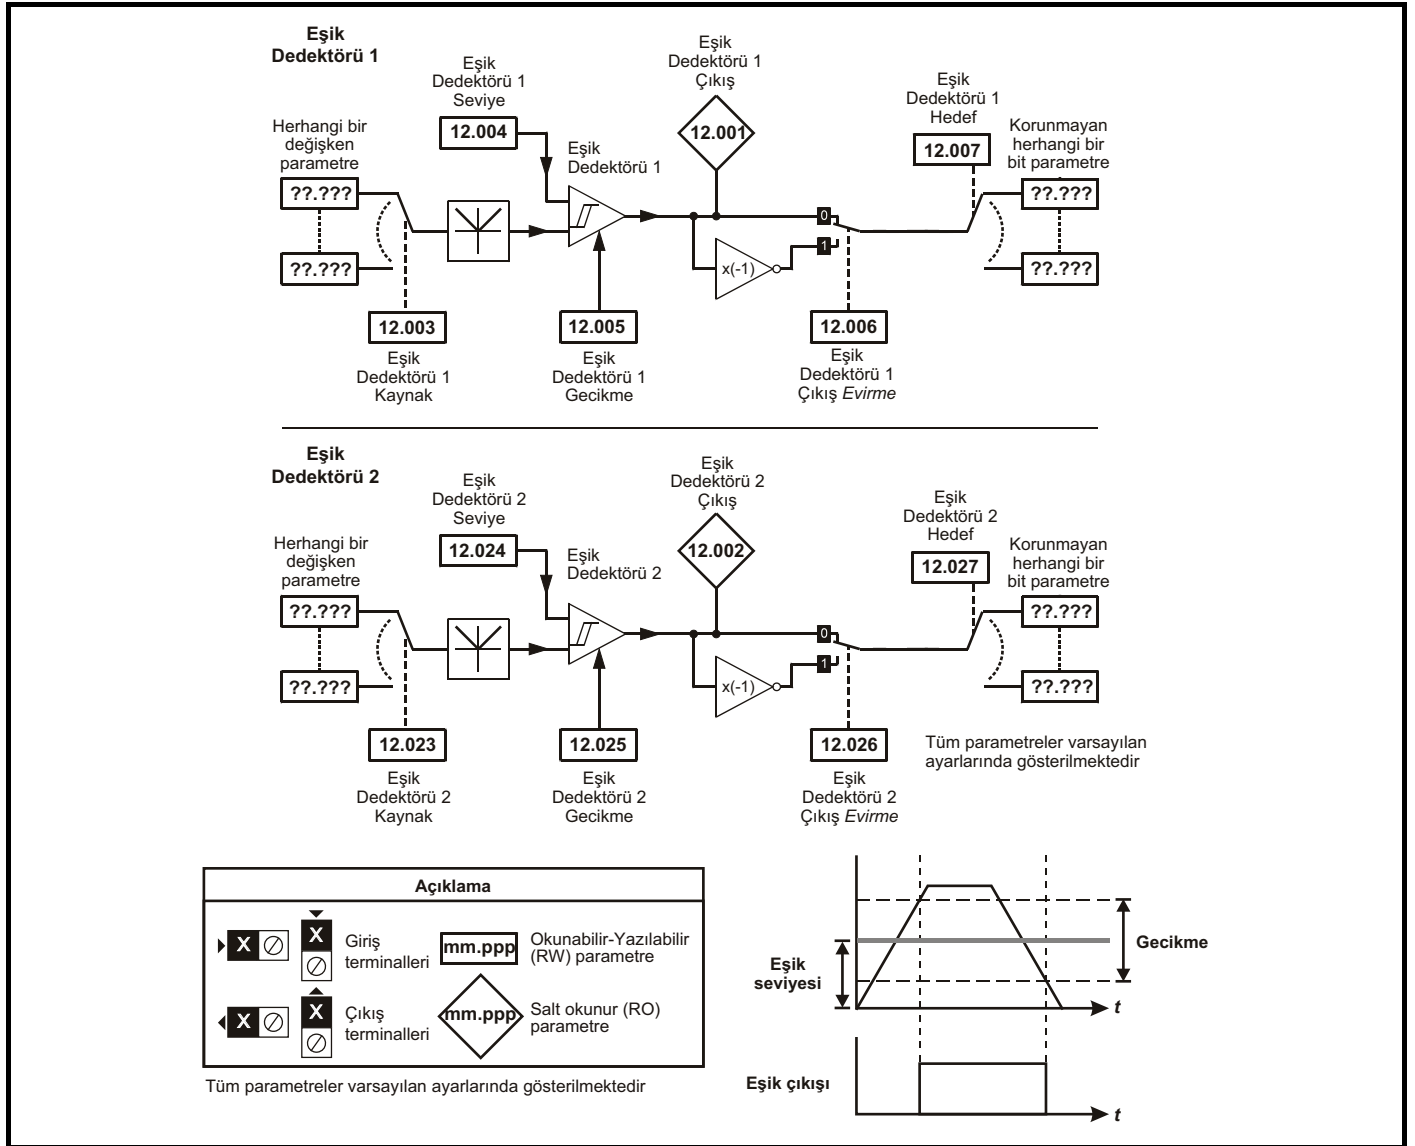 Eşik
Dedektörü 1
Eşik
Dedektörü 1
Seviye
12.004
Eşik
Dedektörü 1
Çıkış
12.001
Eşik
Dedektörü 1
Hedef
12.007
Herhangi bir
değişken
parametre
??.???
??.???
Eşik
Dedektörü 1
Korunmayan
herhangi bir
bit parametre
??.???
??.???
0
1
x(-1)
12.003
Eşik
Dedektörü 1
Kaynak
12.005
Eşik
Dedektörü 1
Gecikme
12.006
Eşik
Dedektörü 1
Çıkış Evirme
Eşik
Dedektörü 2
Eşik
Dedektörü 2
Seviye
12.024
Eşik
Dedektörü 2
Çıkış
12.002
Eşik
Dedektörü 2
Hedef
12.027
Herhangi bir
değişken
parametre
??.???
??.???
Eşik
Dedektörü 2
Korunmayan
herhangi bir
bit parametre
??.???
??.???
0
1
x(-1)
12.023
Eşik
Dedektörü 2
Kaynak
12.025
Eşik
Dedektörü 2
Gecikme
12.026
Eşik
Dedektörü 2
Çıkış Evirme
Tüm parametreler varsayılan
ayarlarında gösterilmektedir
Açıklama
X
X
Giriş
terminalleri
mm.ppp
Okunabilir-Yazılabilir
(RW) parametre
X
X
Çıkış
terminalleri
mm.ppp
Salt okunur (RO)
parametre
Tüm parametreler varsayılan ayarlarında gösterilmektedir
Eşik
seviyesi
Gecikme
t
Eşik çıkışı
t